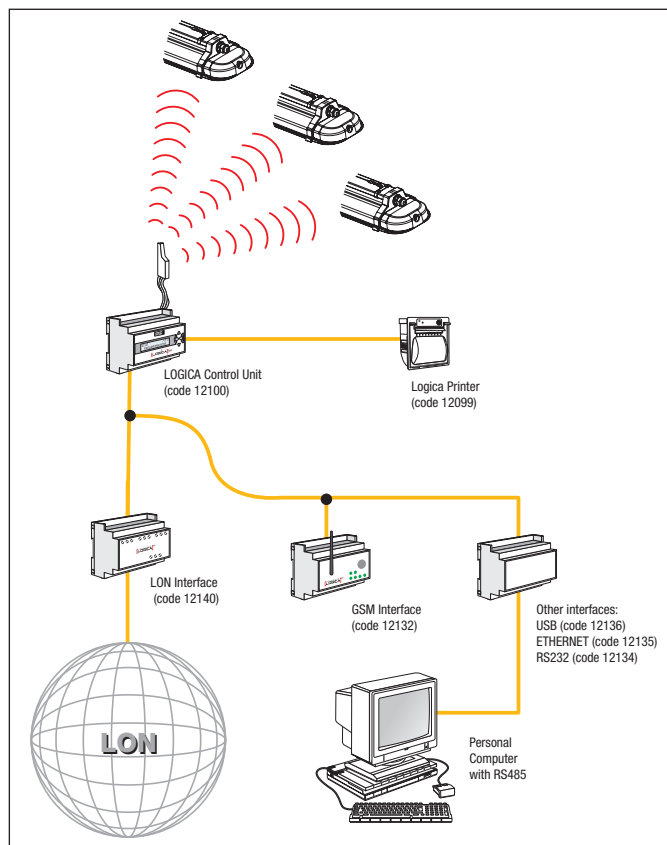 LOGICA Control Unit
(code 12100)
Logica Printer
(code 12099)
LON Interface
(code 12140)
GSM Interface
(code 12132)
Other interfaces:
USB (code 12136)
ETHERNET (code 12135)
RS232 (code 12134)
LON
Personal
Computer
with RS485